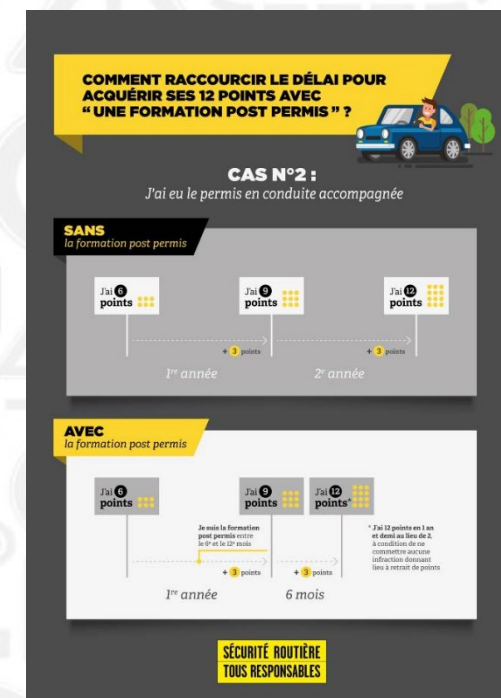 COMMENT RACCOURCIR LE DÉLAI POUR
ACQUÉRIR SES 12 POINTS AVEC
“ UNE FORMATION POST PERMIS ” ?
CAS N°2 :
J'ai eu le permis en conduite accompagnée
SANS
la formation post permis
J'ai 6
points
J'ai 9
points
J'ai 12
points
+ 3 points
+ 3 points
1re année
2e année
AVEC
la formation post permis
J'ai 6
points
J'ai 9
points
J'ai 12
points*
Je suis la formation
post permis entre
le 6e et le 12e mois
* J'ai 12 points en 1 an
et demi au lieu de 2,
à condition de ne
commettre aucune
infraction donnant
lieu à retrait de points
+ 3 points
+ 3 points
1re année
6 mois
SÉCURITÉ ROUTIÈRE
TOUS RESPONSABLES